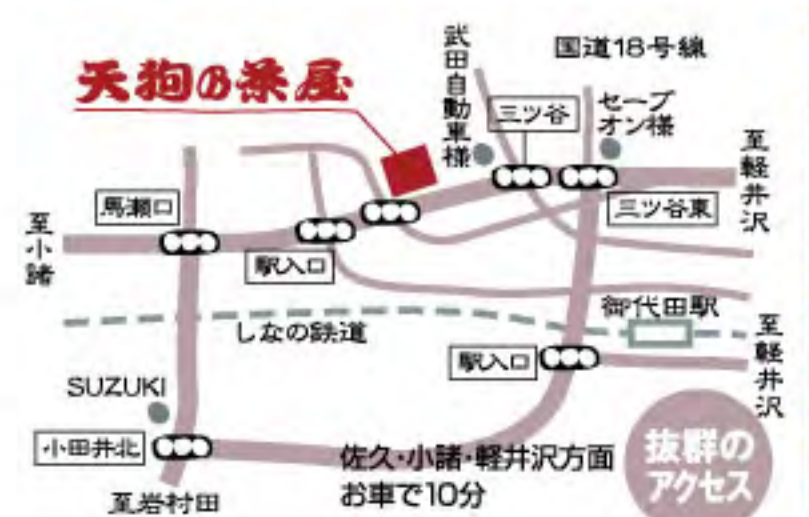 天狗の茶屋
武田自動車様
国道18号線
三ツ谷
セーブ
オン様
至軽井沢
馬瀬口
三ツ谷東
至小諸
駅入口
御代田駅
しなの鉄道
至軽井沢
駅入口
SUZUKI
小田井北
佐久・小諸・軽井沢方面
お車で10分
抜群の
アクセス
至岩村田